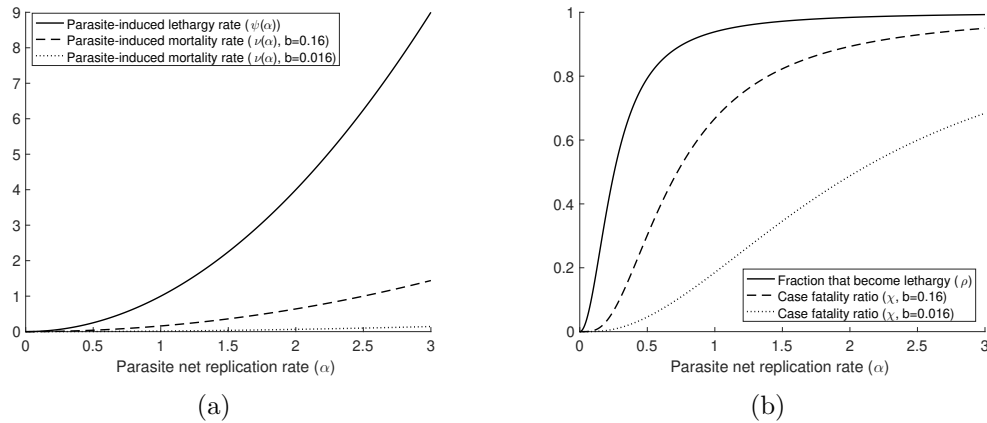 9
8
7
6
5
4
3
2
1
0
0 0.5 1 1.5 2 2.5 3
Parasite net replication rate (α)
Parasite-induced lethargy rate (ψ(α))
Parasite-induced mortality rate (ν(α), b=0.16)
Parasite-induced mortality rate (ν(α), b=0.016)
(a)
1
0.8
0.6
0.4
0.2
0
0 0.5 1 1.5 2 2.5 3
Parasite net replication rate (α)
Fraction that become lethargy (ρ)
Case fatality ratio (χ, b=0.16)
Case fatality ratio (χ, b=0.016)
(b)